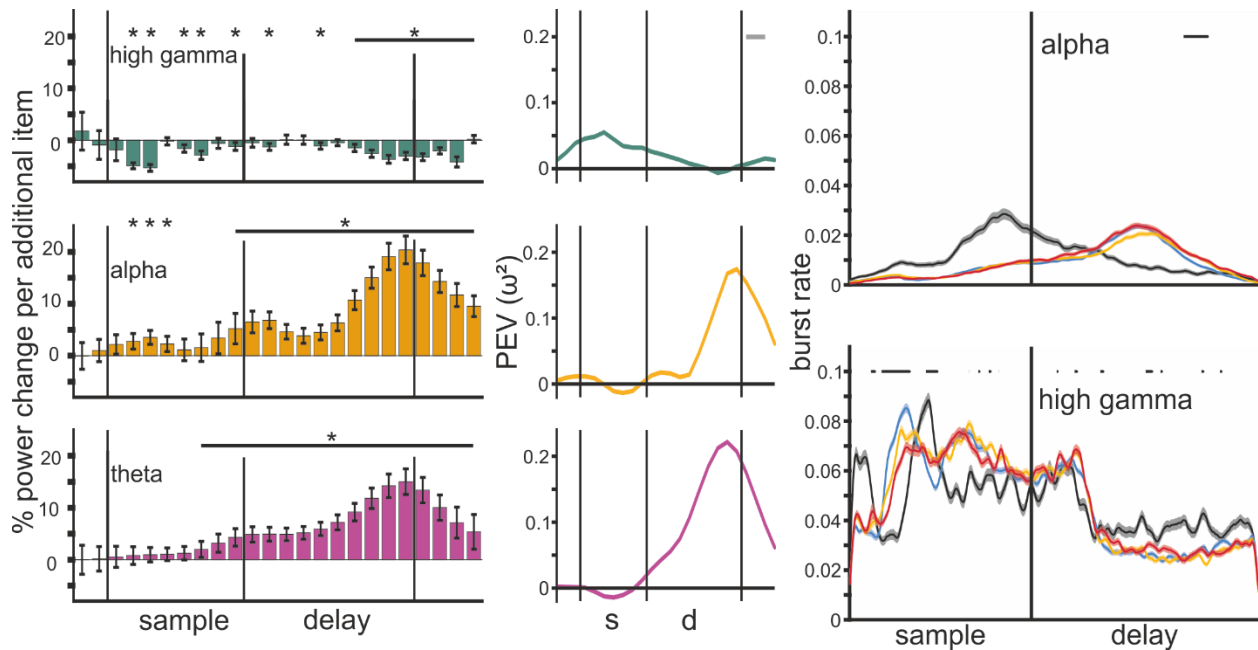 % power change per additional item
20
* * * * * * * *
high gamma
10
0
* * * *
20
alpha
10
0
*
20
theta
10
0
sample
delay
PEV (ω²)
0.2
0.1
0
0.2
0.1
0
0.2
0.1
0
s
d
burst rate
0.1
alpha
0.08
0.06
0.04
0.02
0
0.1
high gamma
0.08
0.06
0.04
0.02
0
sample
delay